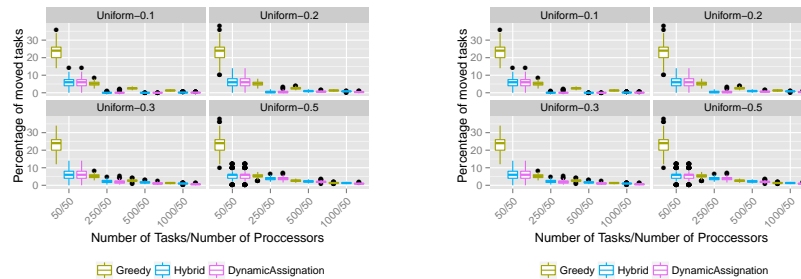 Uniform−0.1 Uniform−0.2
30
20
10
0
Uniform−0.3 Uniform−0.5
30
20
10
0
Percentage of moved tasks
50/50 250/50 500/50 1000/50 50/50 250/50 500/50 1000/50
Number of Tasks/Number of Proccessors
Greedy Hybrid DynamicAssignation
Uniform−0.1 Uniform−0.2
30
20
10
0
Uniform−0.3 Uniform−0.5
30
20
10
0
Percentage of moved tasks
50/50 250/50 500/50 1000/50 50/50 250/50 500/50 1000/50
Number of Tasks/Number of Proccessors
Greedy Hybrid DynamicAssignation